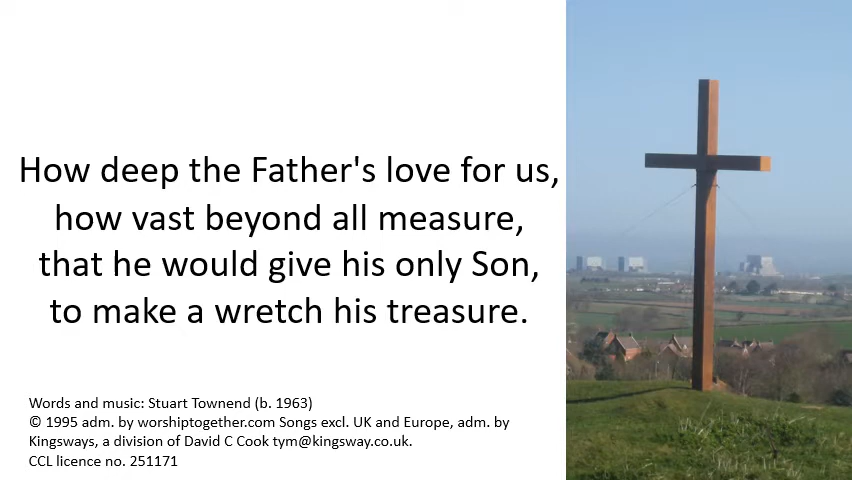 How deep the Father's love for us,
how vast beyond all measure,
that he would give his only Son,
to make a wretch his treasure.
Words and music: Stuart Townend (b. 1963)
© 1995 adm. by worshiptogether.com Songs excl. UK and Europe, adm. by
Kingsways, a division of David C Cook tym@kingsway.co.uk.
CCL licence no. 251171